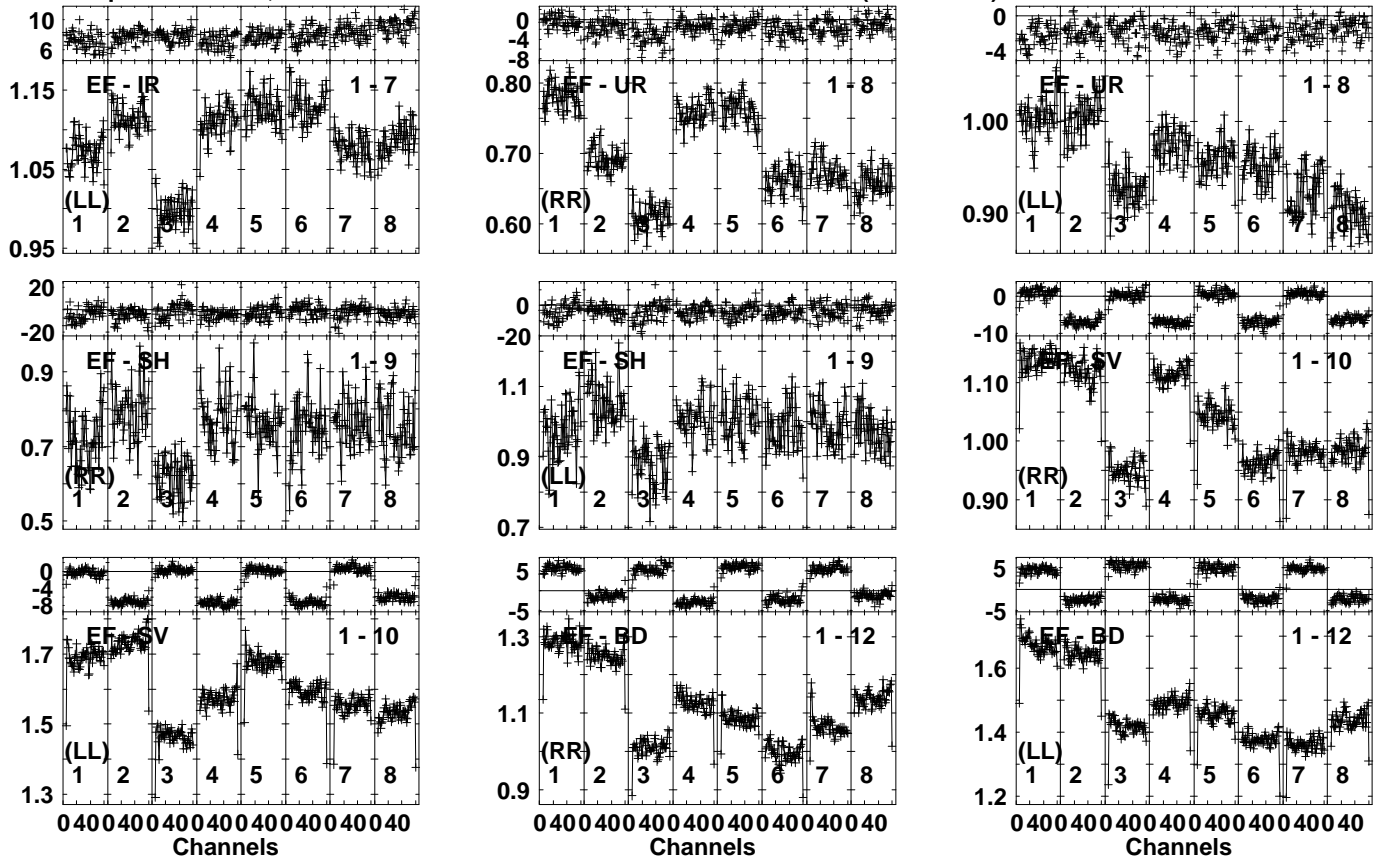 10
6
EF - IR 1 - 7
1.15
1.05
0.95
(LL)
1 2 3 4 5 6 7 8
0
-4
-8
EF - UR 1 - 8
0.80
0.70
0.60
(RR)
1 2 3 4 5 6 7 8
0
-4
EF - UR 1 - 8
1.00
0.90
(LL)
1 2 3 4 5 6 7 8
20
-20
EF - SH 1 - 9
0.9
0.7
0.5
(RR)
1 2 3 4 5 6 7 8
0
-20
EF - SH 1 - 9
1.1
0.9
0.7
(LL)
1 2 3 4 5 6 7 8
0
-10
EF - SV 1 - 10
1.10
1.00
0.90
(RR)
1 2 3 4 5 6 7 8
0
-4
-8
EF - SV 1 - 10
1.7
1.5
1.3
(LL)
1 2 3 4 5 6 7 8
0 40 0 40 0 40 0 40 0 40 0 40 0 40 0 40
Channels
5
-5
EF - BD 1 - 12
1.3
1.1
0.9
(RR)
1 2 3 4 5 6 7 8
0 40 0 40 0 40 0 40 0 40 0 40 0 40 0 40
Channels
5
-5
EF - BD 1 - 12
1.6
1.4
1.2
(LL)
1 2 3 4 5 6 7 8
0 40 0 40 0 40 0 40 0 40 0 40 0 40 0 40
Channels